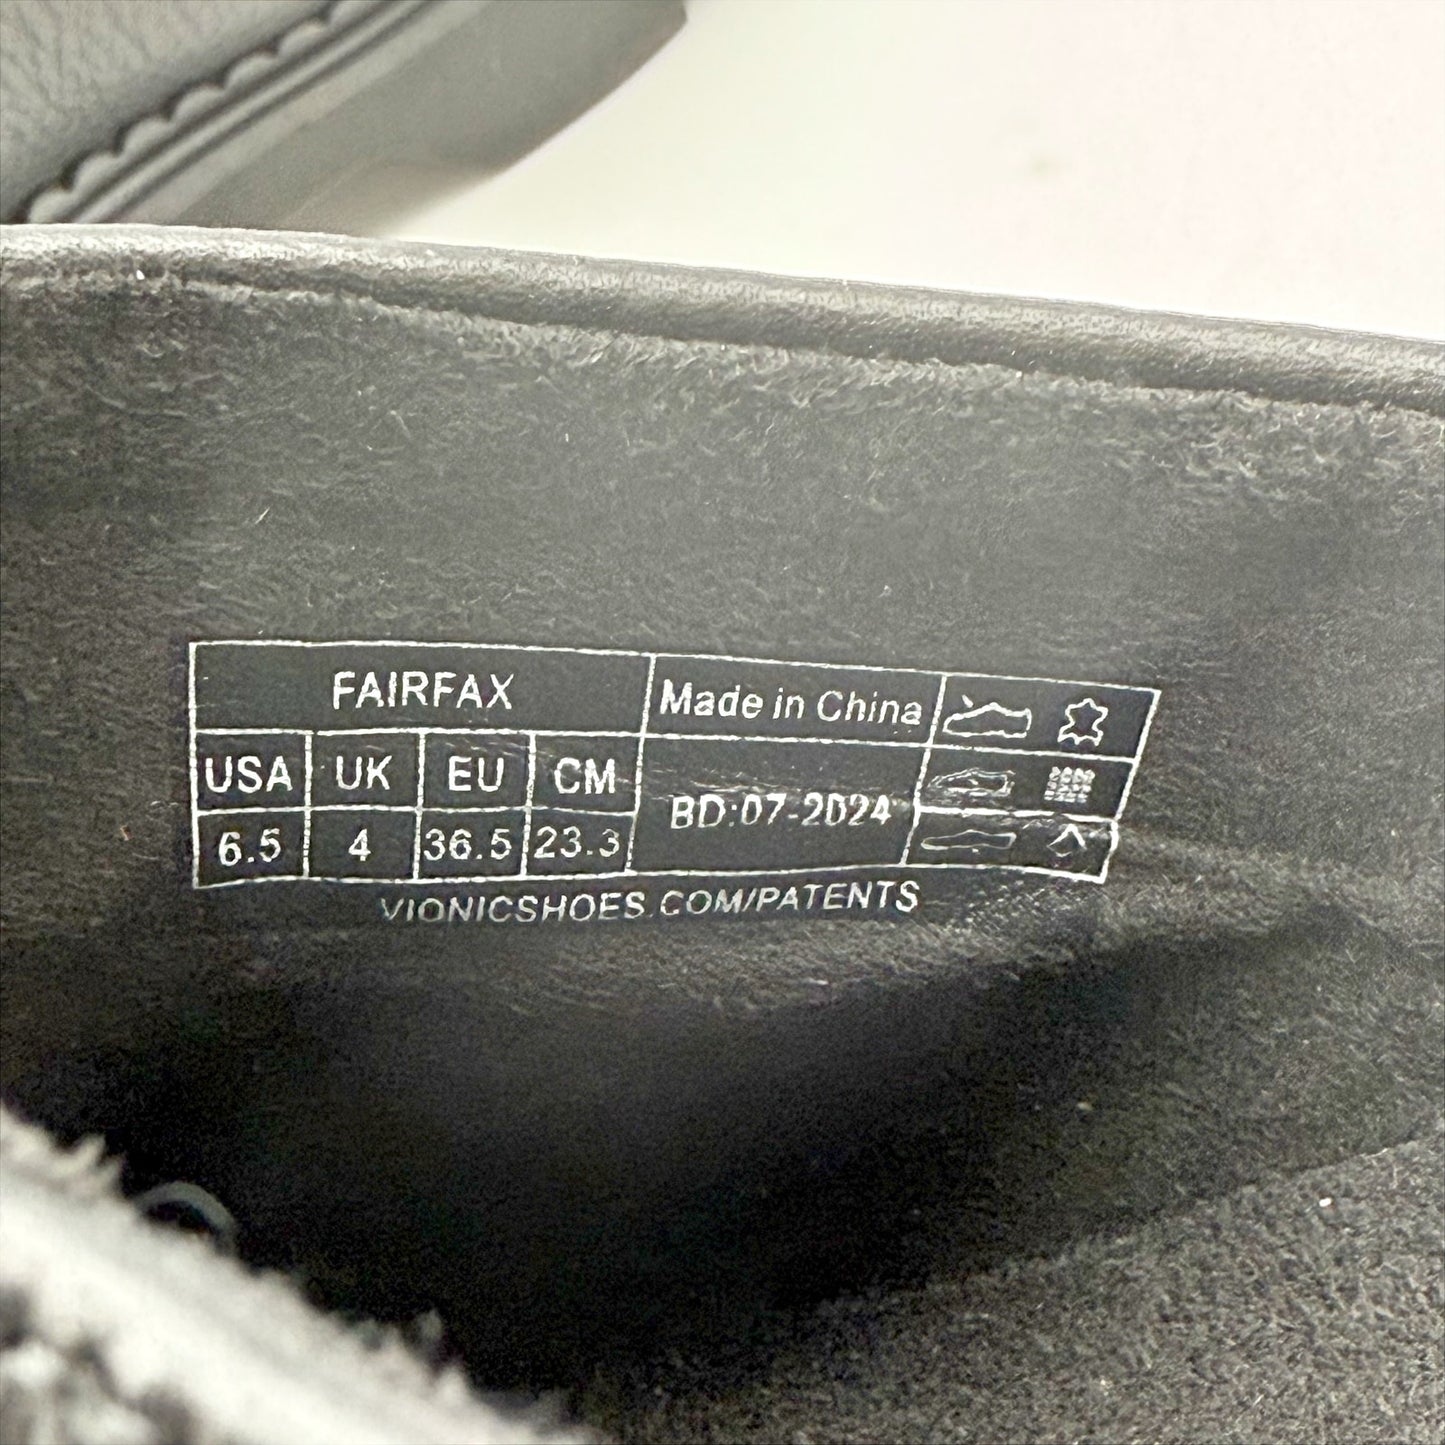 FAIRFAX Made in China
USA UK EU CM
BD:07-2024
6.5 4 36.5 23.3
VIONICSHOES.COM/PATENTS